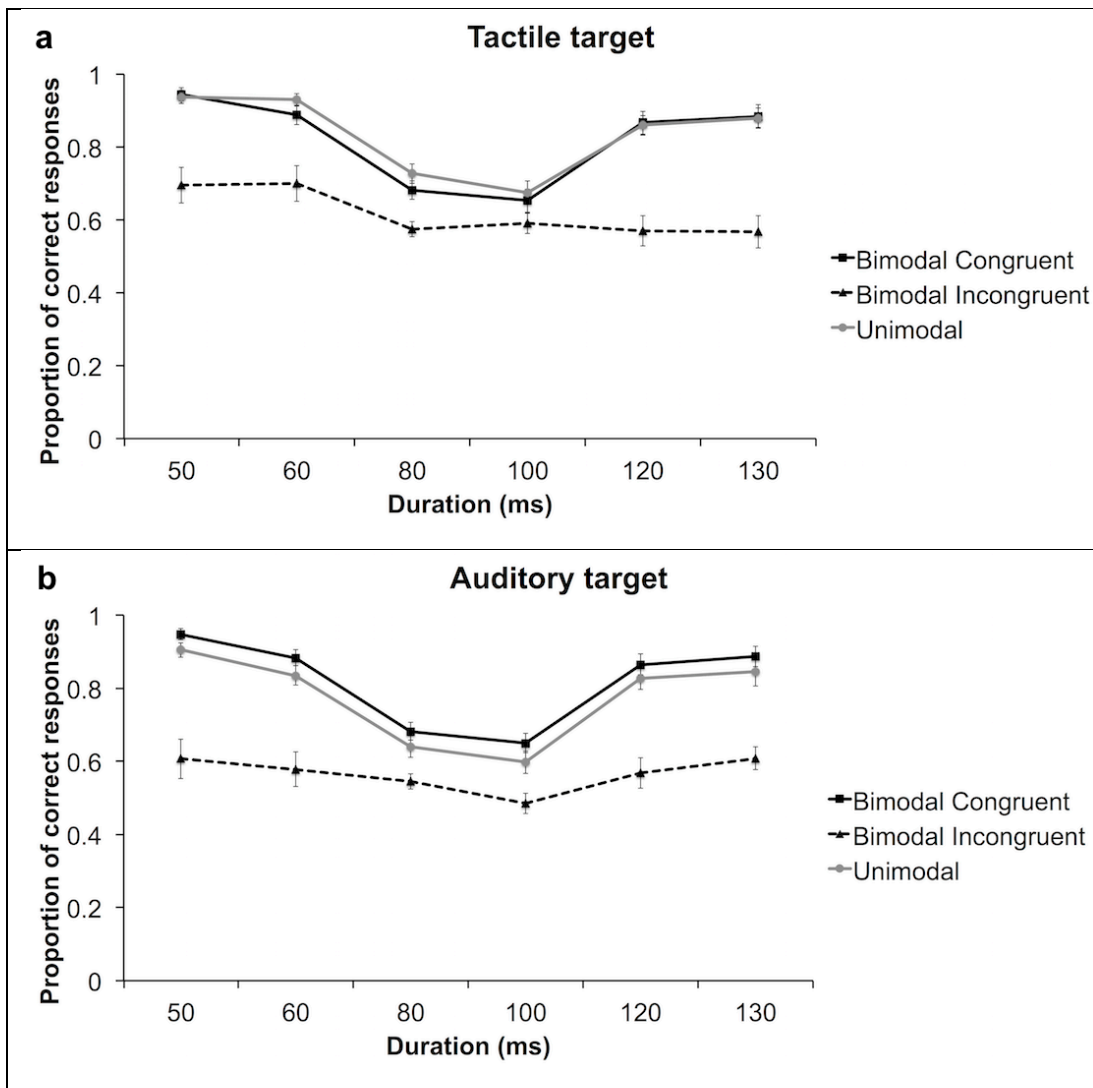 a
Tactile target
Proportion of correct responses
1
0.8
0.6
0.4
0.2
0
50 60 80 100 120 130
Duration (ms)
Bimodal Congruent
Bimodal Incongruent
Unimodal
b
Auditory target
Proportion of correct responses
1
0.8
0.6
0.4
0.2
0
50 60 80 100 120 130
Duration (ms)
Bimodal Congruent
Bimodal Incongruent
Unimodal